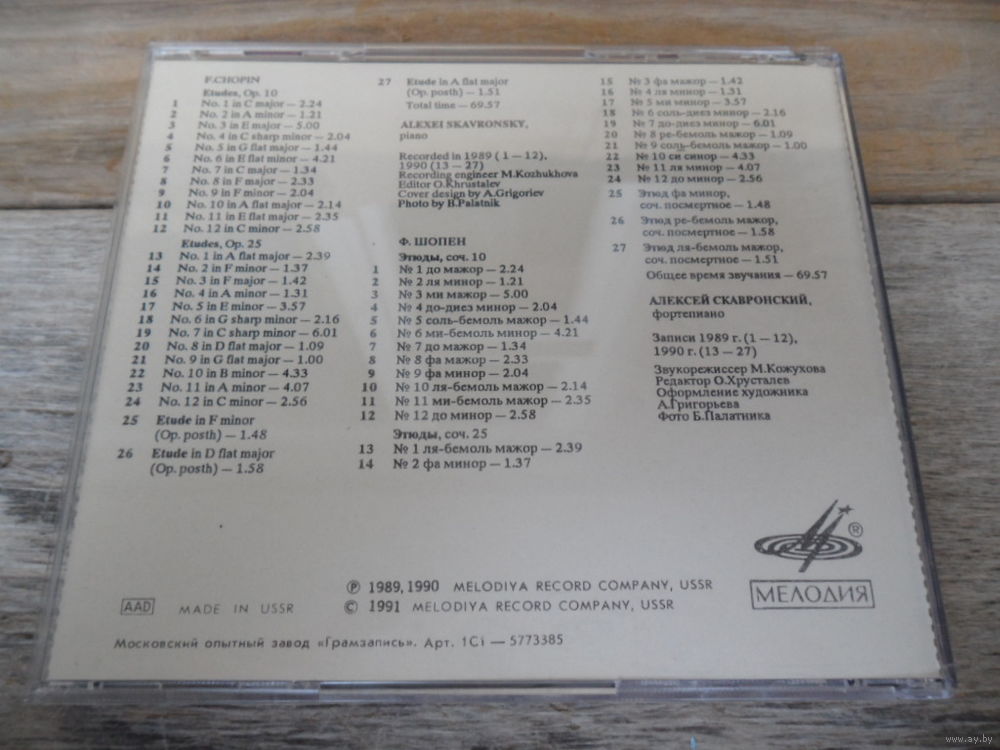 F.CHOPIN
Etudes, Op. 10
1 No. 1 in C major — 2.24
2 No. 2 in A minor — 1.21
3 No. 3 in E major — 5.00
4 No. 4 in C sharp minor — 2.04
5 No. 5 in G flat major — 1.44
6 No. 6 in E flat minor — 4.21
7 No. 7 in C major — 1.34
8 No. 8 in F major — 2.33
9 No. 9 in F minor — 2.04
10 No. 10 in A flat major — 2.14
11 No. 11 in E flat major — 2.35
12 No. 12 in C minor — 2.58
Etudes, Op. 25
13 No. 1 in A flat major — 2.39
14 No. 2 in F minor — 1.37
15 No. 3 in F major — 1.42
16 No. 4 in A minor — 1.31
17 No. 5 in E minor — 3.57
18 No. 6 in G sharp minor — 2.16
19 No. 7 in C sharp minor — 6.01
20 No. 8 in D flat major — 1.09
21 No. 9 in G flat major — 1.00
22 No. 10 in B minor — 4.33
23 No. 11 in A minor — 4.07
24 No. 12 in C minor — 2.56
25 Etude in F minor
(Op. posth) — 1.48
26 Etude in D flat major
(Op. posth) — 1.58
27 Etude in A flat major
(Op. posth) — 1.51
Total time — 69.57
ALEXEI SKAVRONSKY,
piano
Recorded in 1989 (1 — 12),
1990 (13 — 27)
Recording engineer M.Kozhukhova
Editor O.Khrustalev
Cover design by A.Grigoriev
Photo by B.Palatnik
Ф. ШОПЕН
Этюды, соч. 10
1 № 1 до мажор — 2.24
2 № 2 ля минор — 1.21
3 № 3 ми мажор — 5.00
4 № 4 до-диез минор — 2.04
5 № 5 соль-бемоль мажор — 1.44
6 № 6 ми-бемоль минор — 4.21
7 № 7 до мажор — 1.34
8 № 8 фа мажор — 2.33
9 № 9 фа минор — 2.04
10 № 10 ля-бемоль мажор — 2.14
11 № 11 ми-бемоль мажор — 2.35
12 № 12 до минор — 2.58
Этюды, соч. 25
13 № 1 ля-бемоль мажор — 2.39
14 № 2 фа минор — 1.37
15 № 3 фа мажор — 1.42
16 № 4 ля минор — 1.31
17 № 5 ми минор — 3.57
18 № 6 соль-диез минор — 2.16
19 № 7 до-диез минор — 6.01
20 № 8 ре-бемоль мажор — 1.09
21 № 9 соль-бемоль мажор — 1.00
22 № 10 си синор — 4.33
23 № 11 ля минор — 4.07
24 № 12 до минор — 2.56
25 Этюд фа минор,
соч. посмертное — 1.48
26 Этюд ре-бемоль мажор,
соч. посмертное — 1.58
27 Этюд ля-бемоль мажор,
соч. посмертное — 1.51
Общее время звучания — 69.57
АЛЕКСЕЙ СКАВРОНСКИЙ,
фортепиано
Записи 1989 г. (1 — 12),
1990 г. (13 — 27)
Звукорежиссер М.Кожухова
Редактор О.Хрусталев
Оформление художника
А.Григорьева
Фото Б.Палатника
® МЕЛОДИЯ
℗ 1989, 1990 MELODIYA RECORD COMPANY, USSR
AAD MADE IN USSR © 1991 MELODIYA RECORD COMPANY, USSR
Московский опытный завод «Грамзапись». Арт. 1Ci — 5773385
www.ay.by